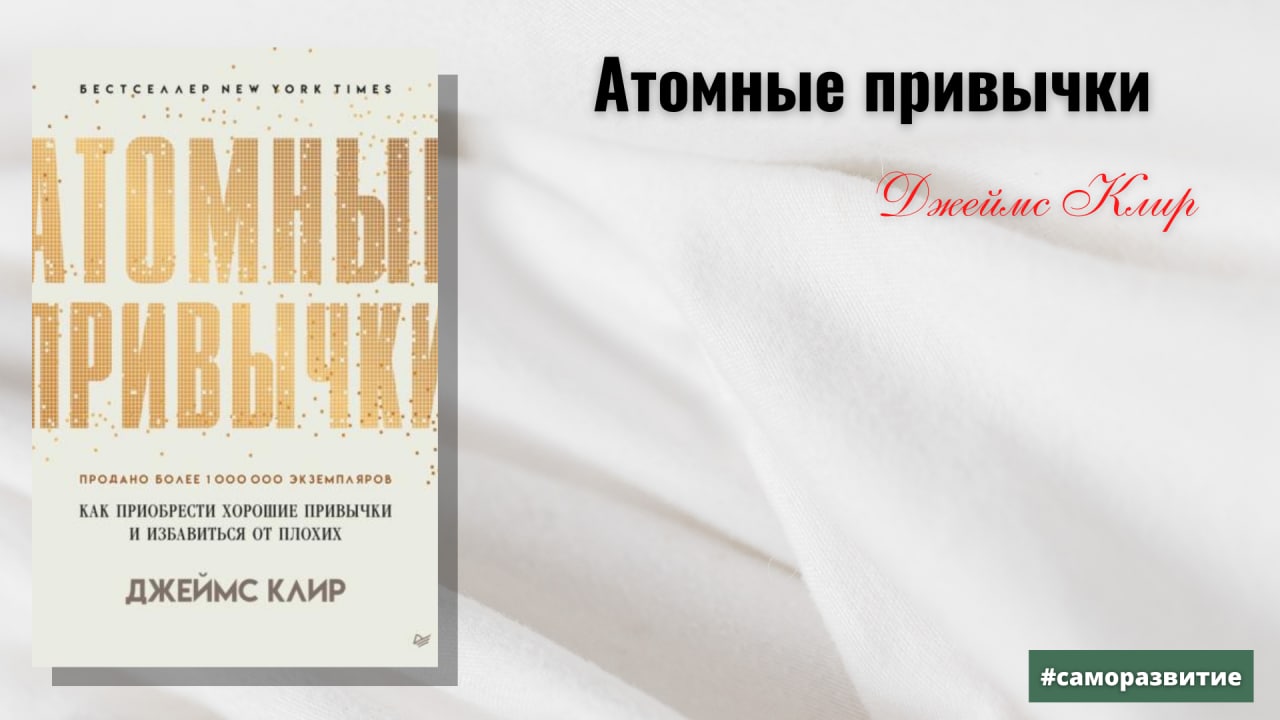 БЕСТСЕЛЛЕР NEW YORK TIMES
АТОМНЫЕ
ПРИВЫЧКИ
ПРОДАНО БОЛЕЕ 1 000 000 ЭКЗЕМПЛЯРОВ
КАК ПРИОБРЕСТИ ХОРОШИЕ ПРИВЫЧКИ
И ИЗБАВИТЬСЯ ОТ ПЛОХИХ
ДЖЕЙМС КЛИР
Атомные привычки
Джеймс Клир
#саморазвитие